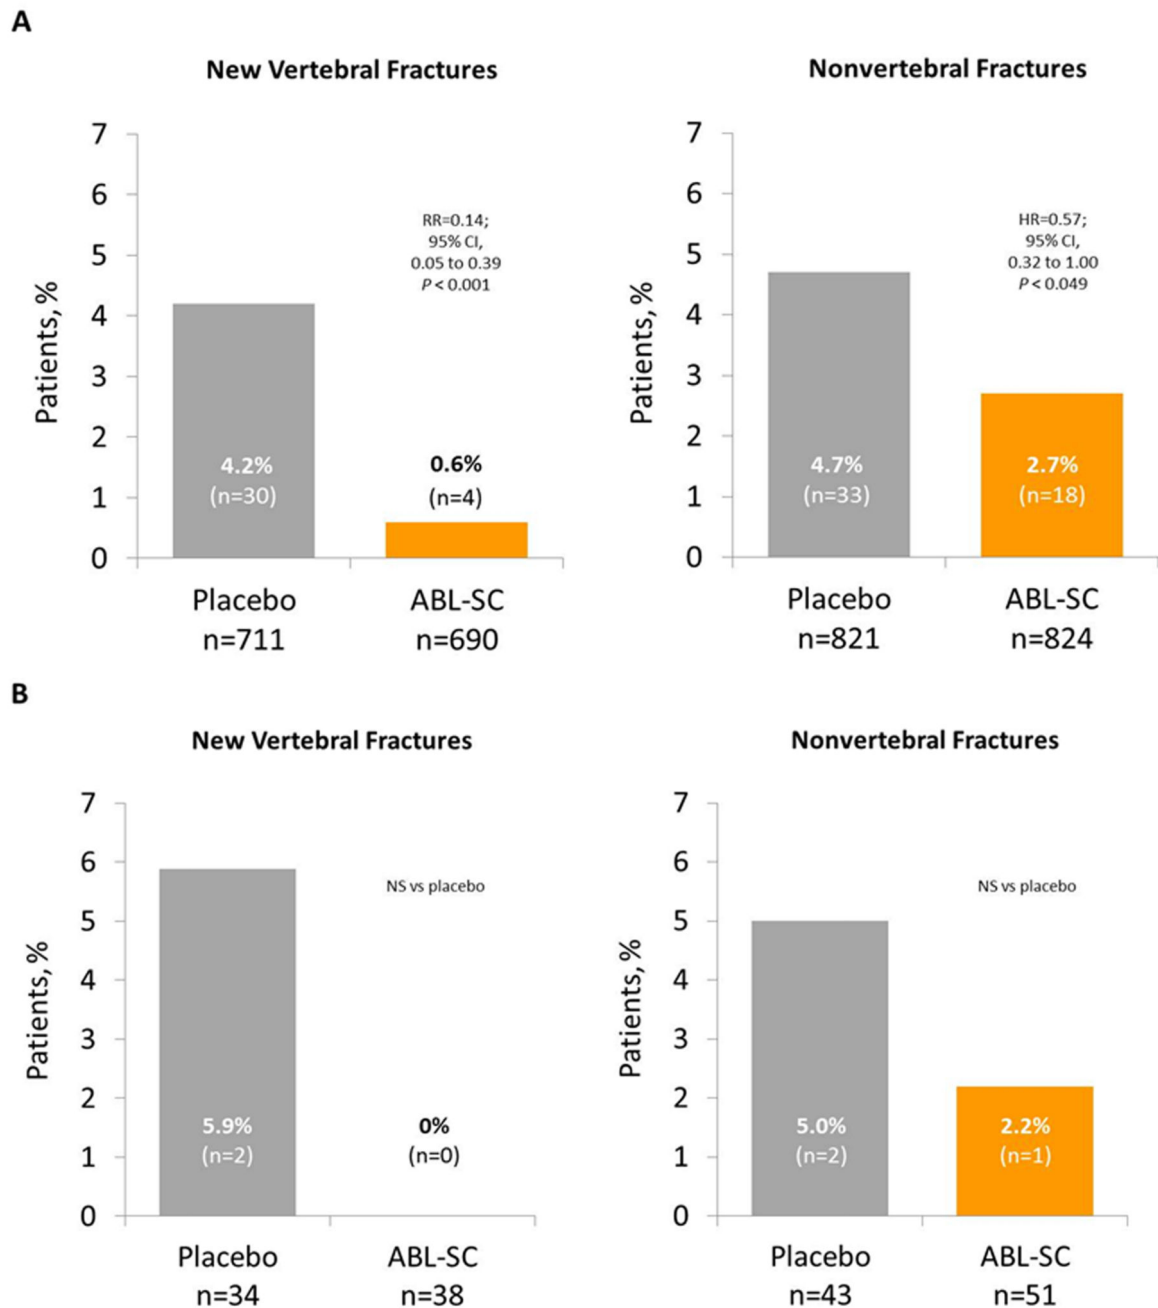 A
New Vertebral Fractures
7
6
5
4
3
2
1
0
Patients, %
RR=0.14;
95% CI,
0.05 to 0.39
P < 0.001
4.2%
(n=30)
0.6%
(n=4)
Placebo
n=711
ABL-SC
n=690
Nonvertebral Fractures
7
6
5
4
3
2
1
0
Patients, %
HR=0.57;
95% CI,
0.32 to 1.00
P < 0.049
4.7%
(n=33)
2.7%
(n=18)
Placebo
n=821
ABL-SC
n=824
B
New Vertebral Fractures
7
6
5
4
3
2
1
0
Patients, %
NS vs placebo
5.9%
(n=2)
0%
(n=0)
Placebo
n=34
ABL-SC
n=38
Nonvertebral Fractures
7
6
5
4
3
2
1
0
Patients, %
NS vs placebo
5.0%
(n=2)
2.2%
(n=1)
Placebo
n=43
ABL-SC
n=51